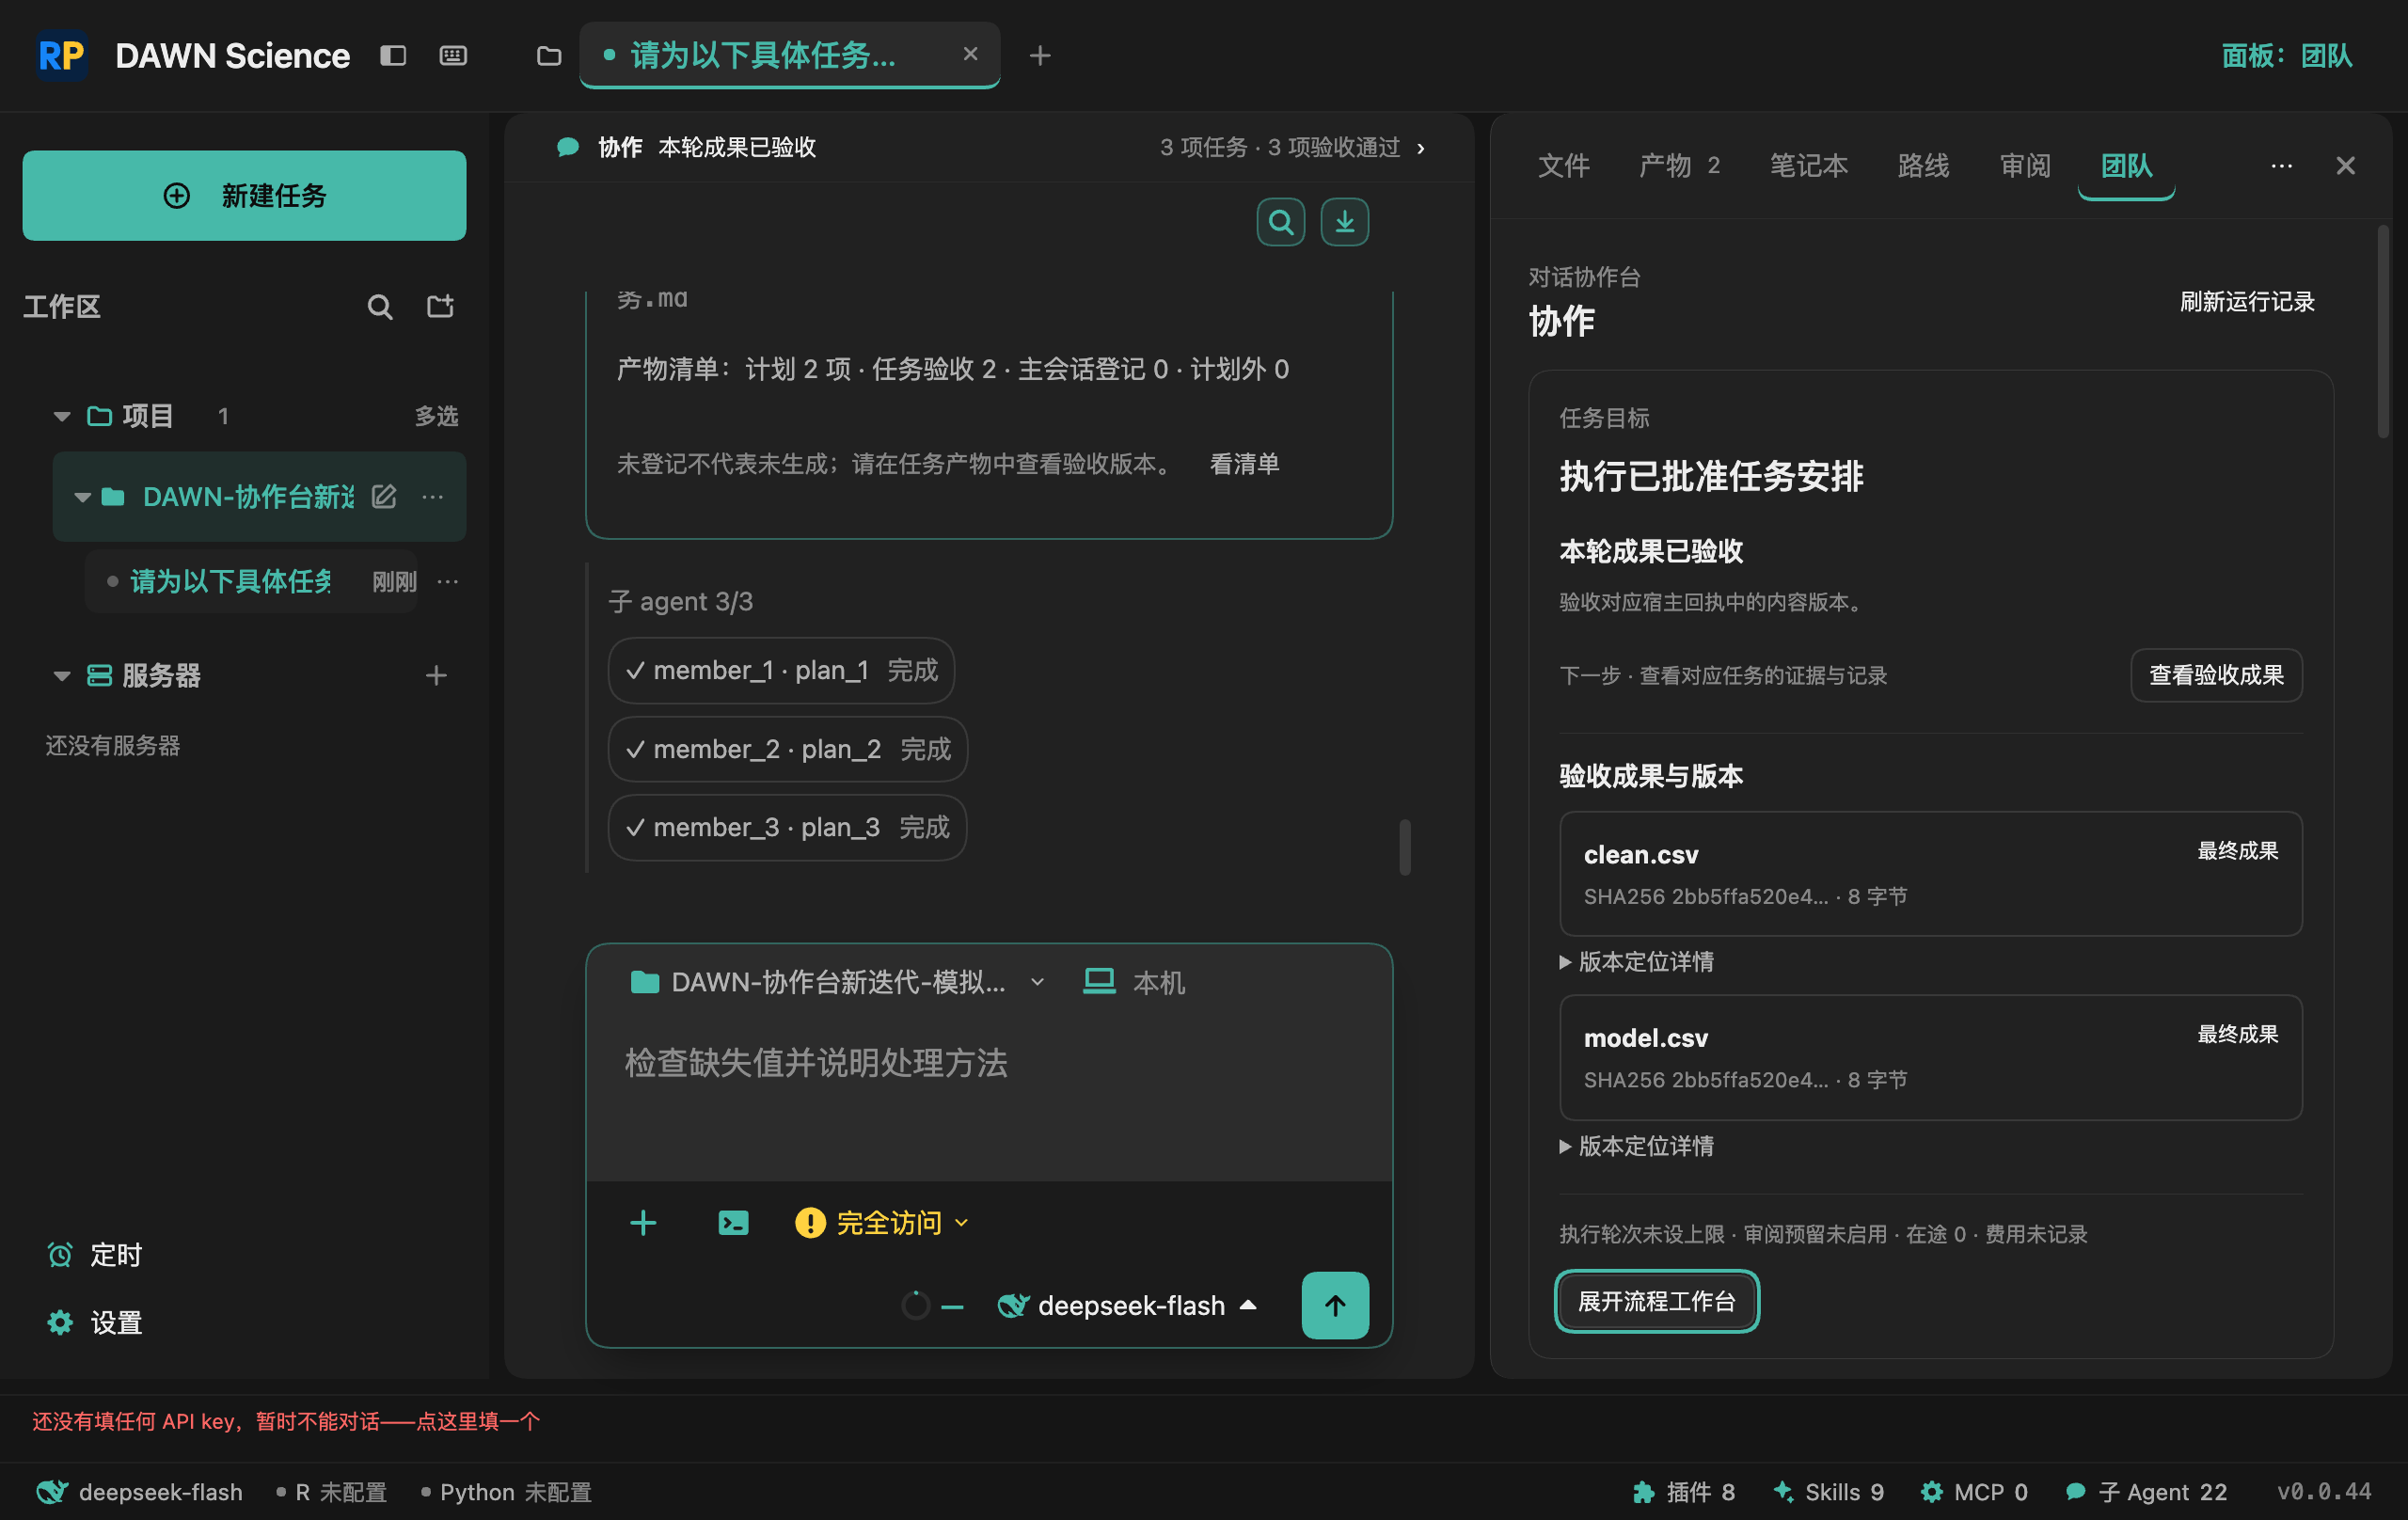 RP DAWN Science
请为以下具体任务...
面板：团队
新建任务
工作区
项目 1 多选
DAWN-协作台新迭
请为以下具体任务 刚刚
服务器
还没有服务器
定时
设置
协作 本轮成果已验收
3 项任务 · 3 项验收通过 ›
务.md
产物清单：计划 2 项 · 任务验收 2 · 主会话登记 0 · 计划外 0
未登记不代表未生成；请在任务产物中查看验收版本。 看清单
子 agent 3/3
✓ member_1 · plan_1 完成
✓ member_2 · plan_2 完成
✓ member_3 · plan_3 完成
DAWN-协作台新迭代-模拟... 本机
检查缺失值并说明处理方法
完全访问
deepseek-flash
文件 产物 2 笔记本 路线 审阅 团队
对话协作台
协作
刷新运行记录
任务目标
执行已批准任务安排
本轮成果已验收
验收对应宿主回执中的内容版本。
下一步 · 查看对应任务的证据与记录
查看验收成果
验收成果与版本
clean.csv 最终成果
SHA256 2bb5ffa520e4... · 8 字节
版本定位详情
model.csv 最终成果
SHA256 2bb5ffa520e4... · 8 字节
版本定位详情
执行轮次未设上限 · 审阅预留未启用 · 在途 0 · 费用未记录
展开流程工作台
还没有填任何 API key，暂时不能对话——点这里填一个
deepseek-flash R 未配置 Python 未配置
插件 8 Skills 9 MCP 0 子 Agent 22 v0.0.44